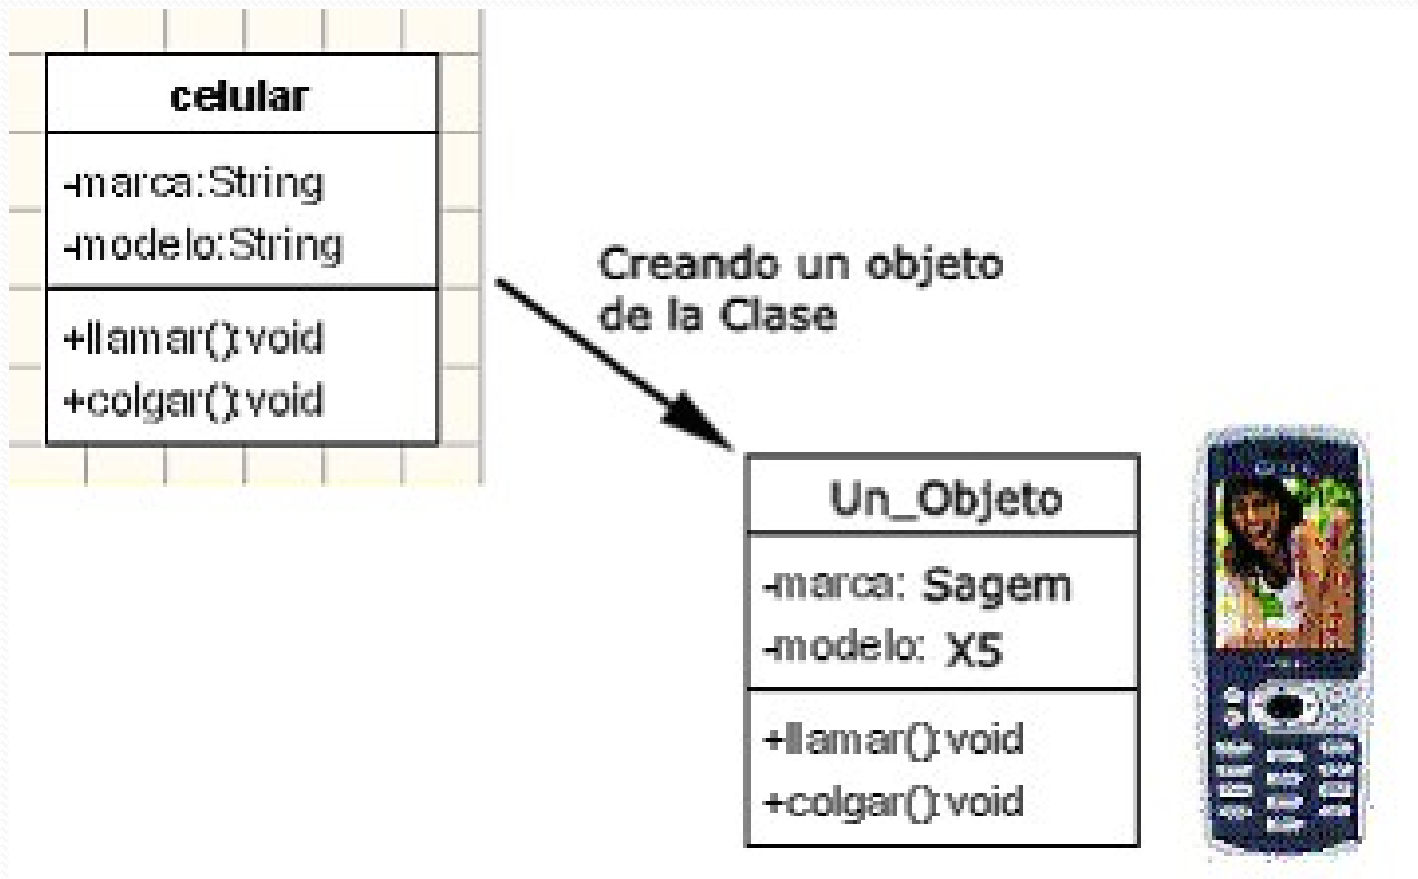 celular
-marca:String
-modelo:String
+llamar():void
+colgar():void
Creando un objeto
de la Clase
Un_Objeto
-marca: Sagem
-modelo: X5
+llamar():void
+colgar():void